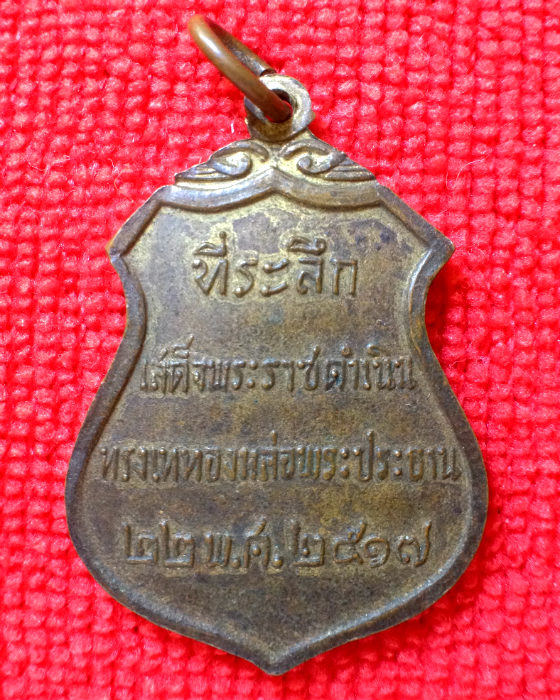 ที่ระลึก
เสด็จพระราชดำเนิน
ทรงเททองหล่อพระประธาน
๒๒ พ.ศ. ๒๕๑๗